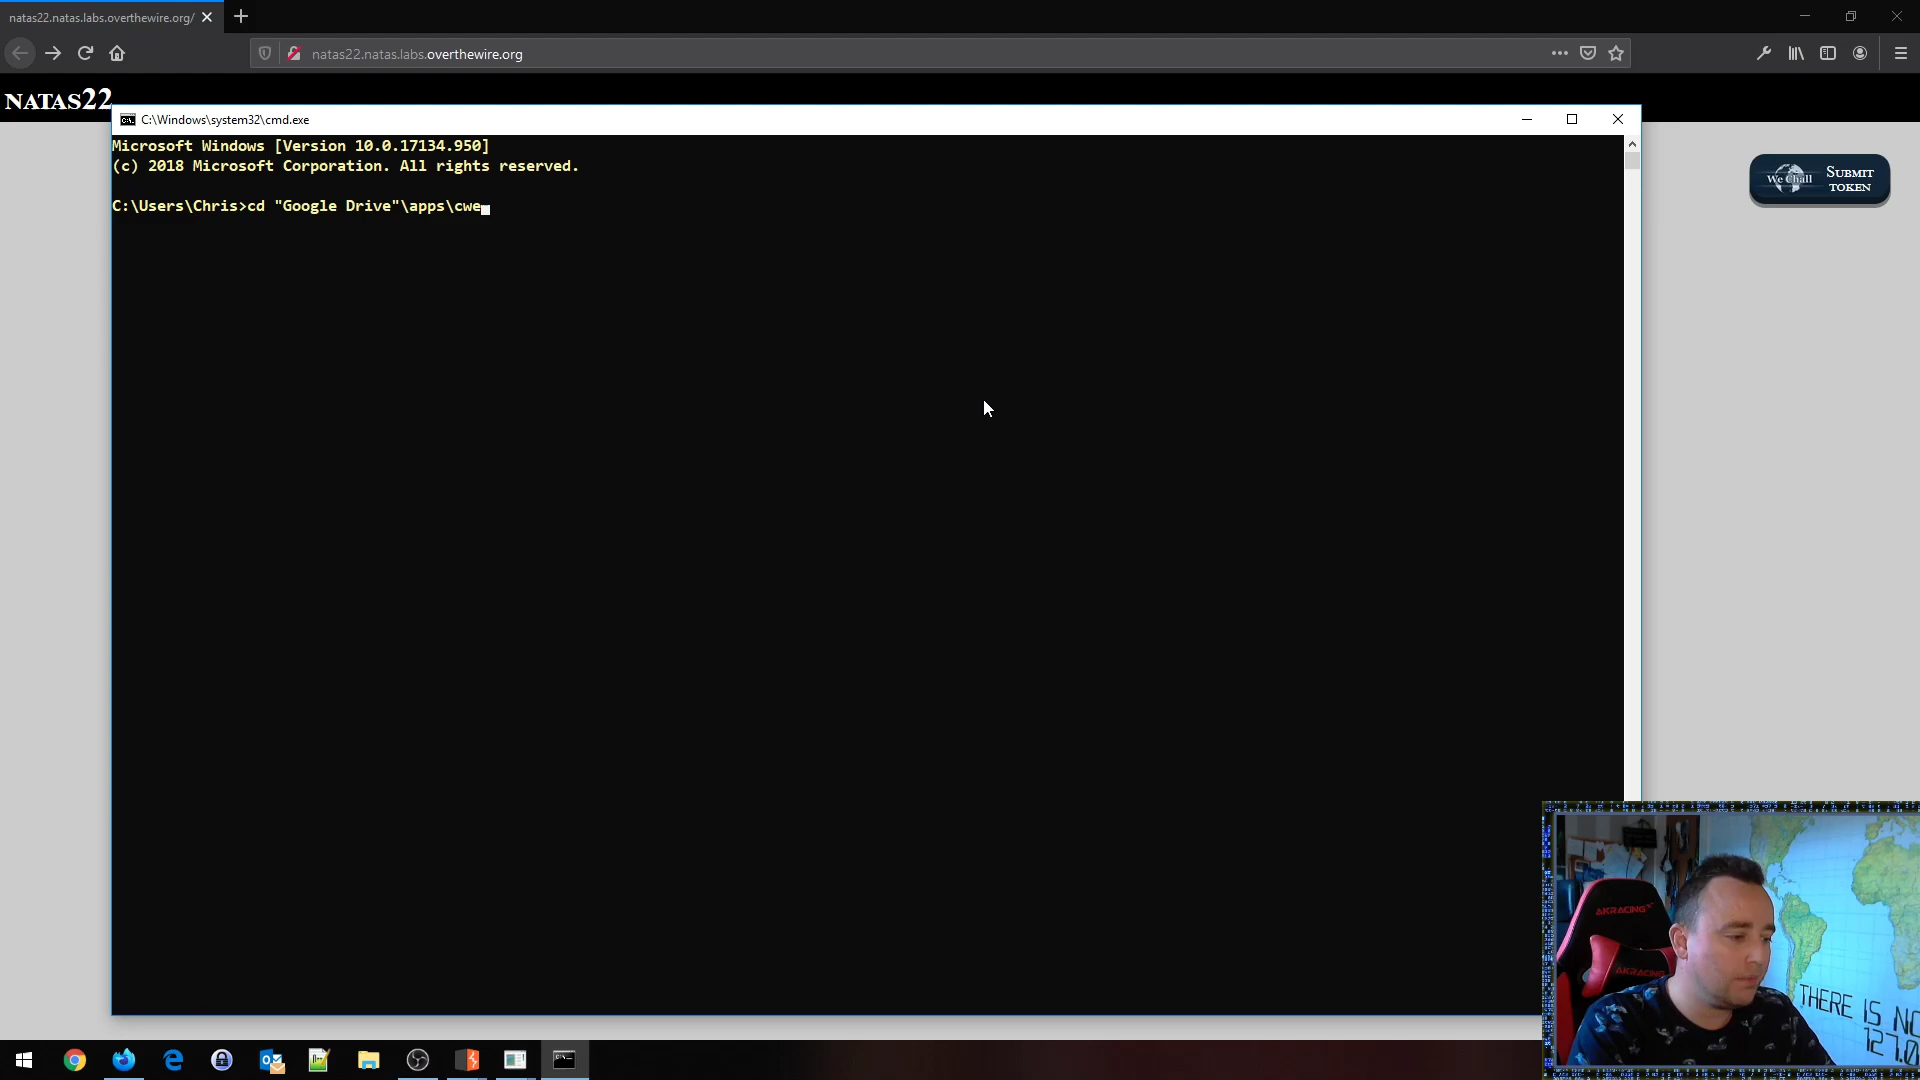 natas22.natas.labs.overthewire.org/
natas22.natas.labs.overthewire.org
NATAS22
C:\Windows\system32\cmd.exe
Microsoft Windows [Version 10.0.17134.950]
(c) 2018 Microsoft Corporation. All rights reserved.
C:\Users\Chris>cd "Google Drive"\apps\cwe
We Chall
SUBMIT
TOKEN
AKRACING
AKRACING
THERE IS NO
127.0